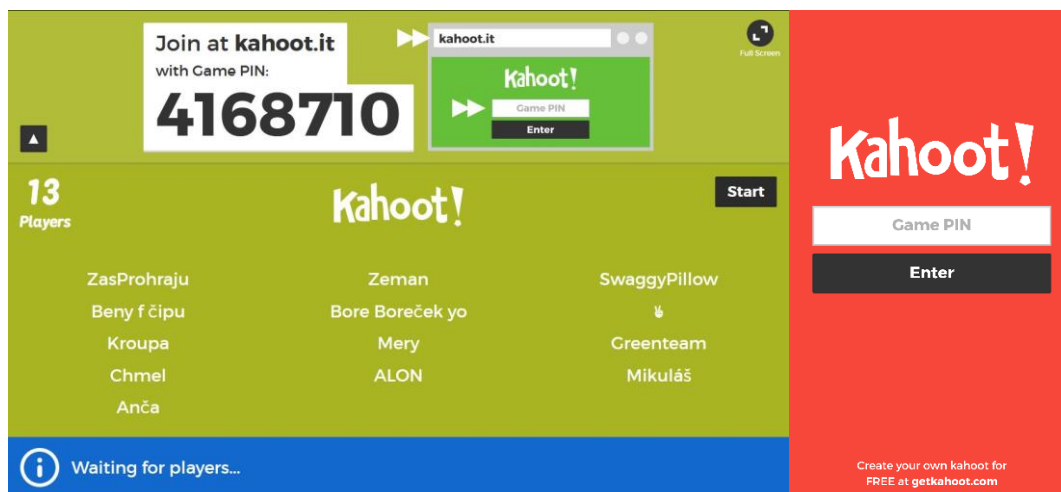 Join at kahoot.it
with Game PIN:
4168710
kahoot.it
Kahoot!
Game PIN
Enter
Full Screen
▲
13
Players
Kahoot!
Start
ZasProhraju
Zeman
SwaggyPillow
Beny f čipu
Bore Boreček yo
✌
Kroupa
Mery
Greenteam
Chmel
ALON
Mikuláš
Anča
Waiting for players...
Kahoot!
Game PIN
Enter
Create your own kahoot for
FREE at getkahoot.com